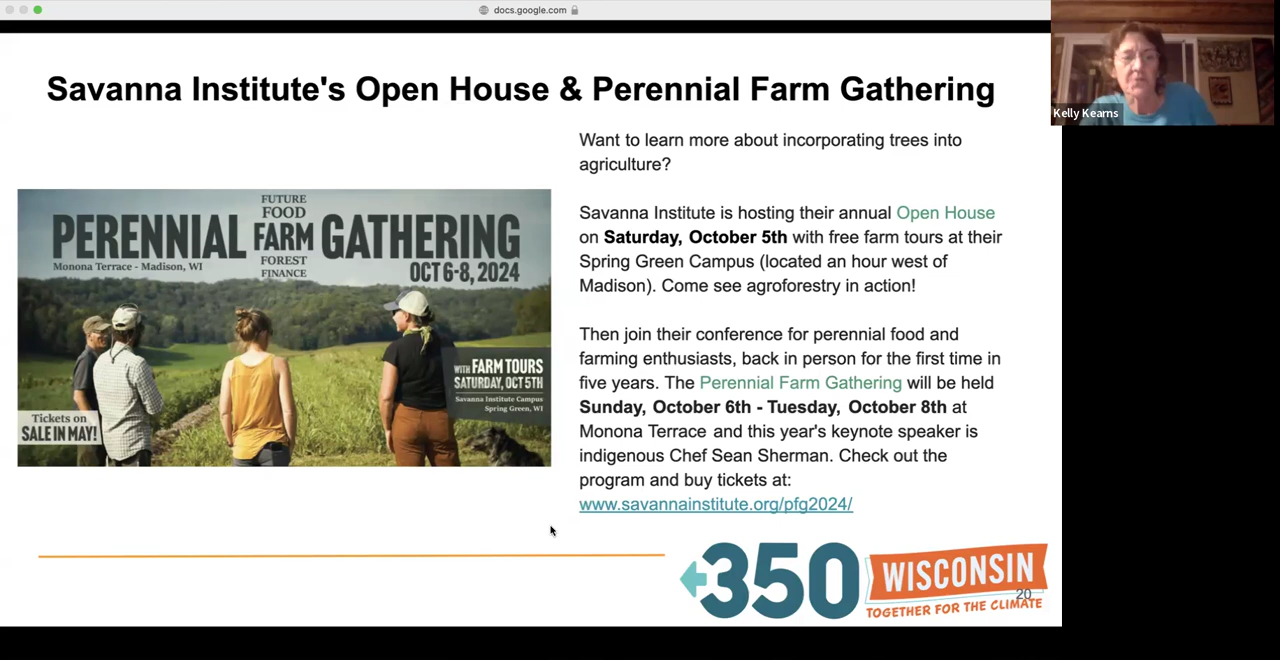 docs.google.com
Savanna Institute's Open House & Perennial Farm Gathering
Kelly Kearns
PERENNIAL FUTURE FOOD FARM FOREST FINANCE GATHERING
Monona Terrace - Madison, WI
OCT 6-8, 2024
WITH FARM TOURS
SATURDAY, OCT 5TH
Savanna Institute Campus
Spring Green, WI
Tickets on
SALE IN MAY!
Want to learn more about incorporating trees into
agriculture?
Savanna Institute is hosting their annual Open House
on Saturday, October 5th with free farm tours at their
Spring Green Campus (located an hour west of
Madison). Come see agroforestry in action!
Then join their conference for perennial food and
farming enthusiasts, back in person for the first time in
five years. The Perennial Farm Gathering will be held
Sunday, October 6th - Tuesday, October 8th at
Monona Terrace and this year's keynote speaker is
indigenous Chef Sean Sherman. Check out the
program and buy tickets at:
www.savannainstitute.org/pfg2024/
350 WISCONSIN
TOGETHER FOR THE CLIMATE
20